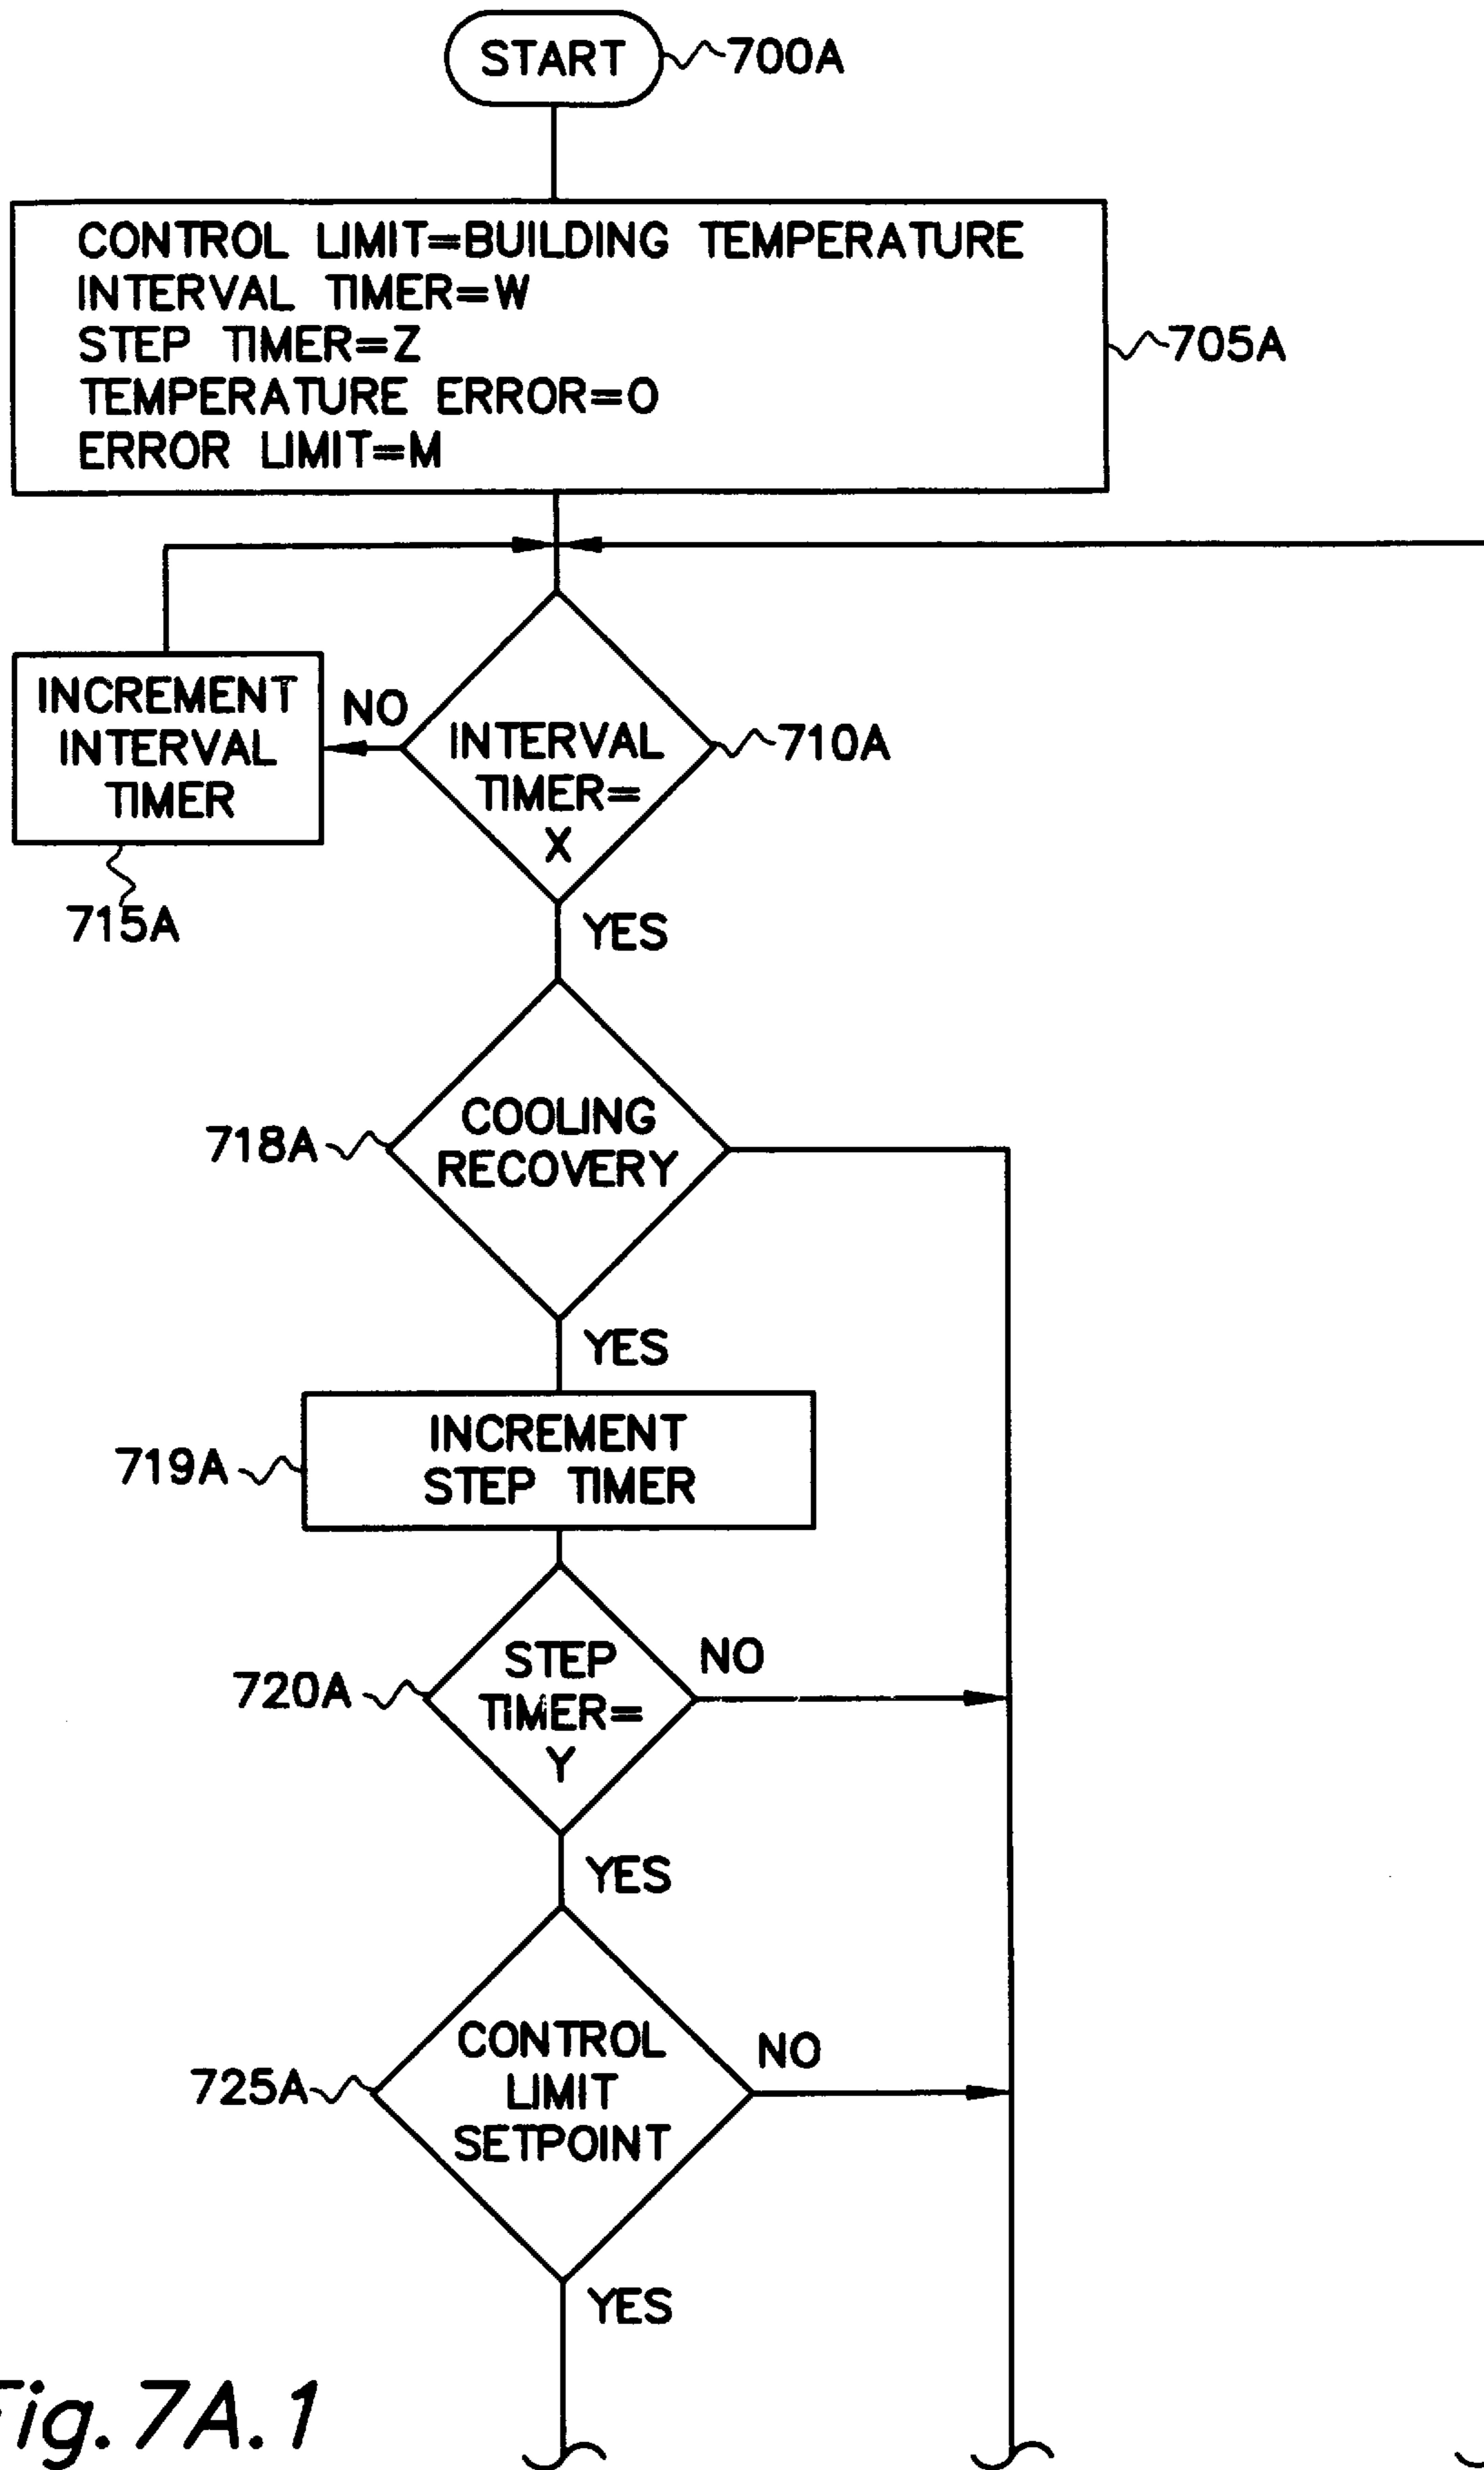 START
700A
CONTROL LIMIT=BUILDING TEMPERATURE
INTERVAL TIMER=W
STEP TIMER=Z
TEMPERATURE ERROR=0
ERROR LIMIT=M
705A
INCREMENT
INTERVAL
TIMER
715A
NO
INTERVAL
TIMER=
X
710A
YES
718A
COOLING
RECOVERY
YES
719A
INCREMENT
STEP TIMER
720A
STEP
TIMER=
Y
NO
YES
725A
CONTROL
LIMIT
SETPOINT
NO
YES
Fig. 7A.1